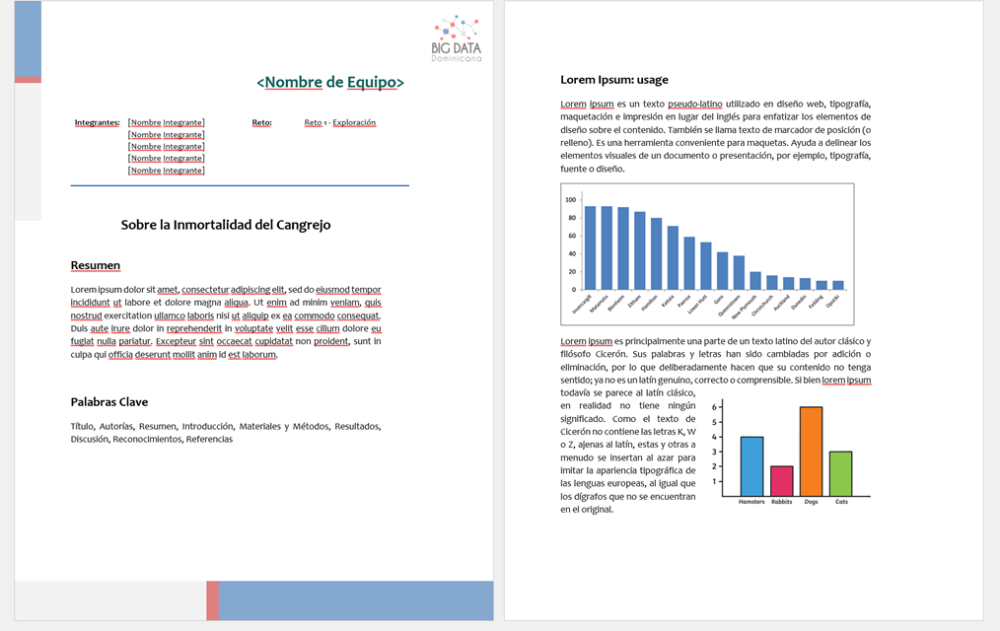 BIG DATA
Dominicana
<Nombre de Equipo>
Integrantes: [Nombre Integrante] Reto: Reto 1 - Exploración
[Nombre Integrante]
[Nombre Integrante]
[Nombre Integrante]
[Nombre Integrante]
Sobre la Inmortalidad del Cangrejo
Resumen
Lorem ipsum dolor sit amet, consectetur adipiscing elit, sed do eiusmod tempor
incididunt ut labore et dolore magna aliqua. Ut enim ad minim veniam, quis
nostrud exercitation ullamco laboris nisi ut aliquip ex ea commodo consequat.
Duis aute irure dolor in reprehenderit in voluptate velit esse cillum dolore eu
fugiat nulla pariatur. Excepteur sint occaecat cupidatat non proident, sunt in
culpa qui officia deserunt mollit anim id est laborum.
Palabras Clave
Título, Autorías, Resumen, Introducción, Materiales y Métodos, Resultados,
Discusión, Reconocimientos, Referencias
Lorem Ipsum: usage
Lorem ipsum es un texto pseudo-latino utilizado en diseño web, tipografía,
maquetación e impresión en lugar del inglés para enfatizar los elementos de
diseño sobre el contenido. También se llama texto de marcador de posición (o
relleno). Es una herramienta conveniente para maquetas. Ayuda a delinear los
elementos visuales de un documento o presentación, por ejemplo, tipografía,
fuente o diseño.
100
80
60
40
20
0
Invercargil Matamata Blenheim Eltham Hamilton Kaitaia Paeroa Lower Hutt Gore Queenstown New Plymouth Christchurch Auckland Dunedin Feilding Opotiki
Lorem ipsum es principalmente una parte de un texto latino del autor clásico y
filósofo Cicerón. Sus palabras y letras han sido cambiadas por adición o
eliminación, por lo que deliberadamente hacen que su contenido no tenga
sentido; ya no es un latín genuino, correcto o comprensible. Si bien lorem ipsum
todavía se parece al latín clásico,
en realidad no tiene ningún
significado. Como el texto de
Cicerón no contiene las letras K, W
o Z, ajenas al latín, estas y otras a
menudo se insertan al azar para
imitar la apariencia tipográfica de
las lenguas europeas, al igual que
los dígrafos que no se encuentran
en el original.
6
5
4
3
2
1
Hamsters Rabbits Dogs Cats